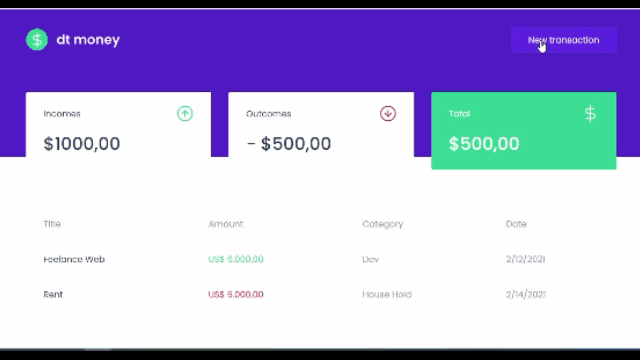 dt money
New transaction
Incomes
$1000,00
Outcomes
- $500,00
Total
$
$500,00
Title Amount Category Date
Feelance Web US$ 6.000,00 Dev 2/12/2021
Rent US$ 6.000,00 House Hold 2/14/2021